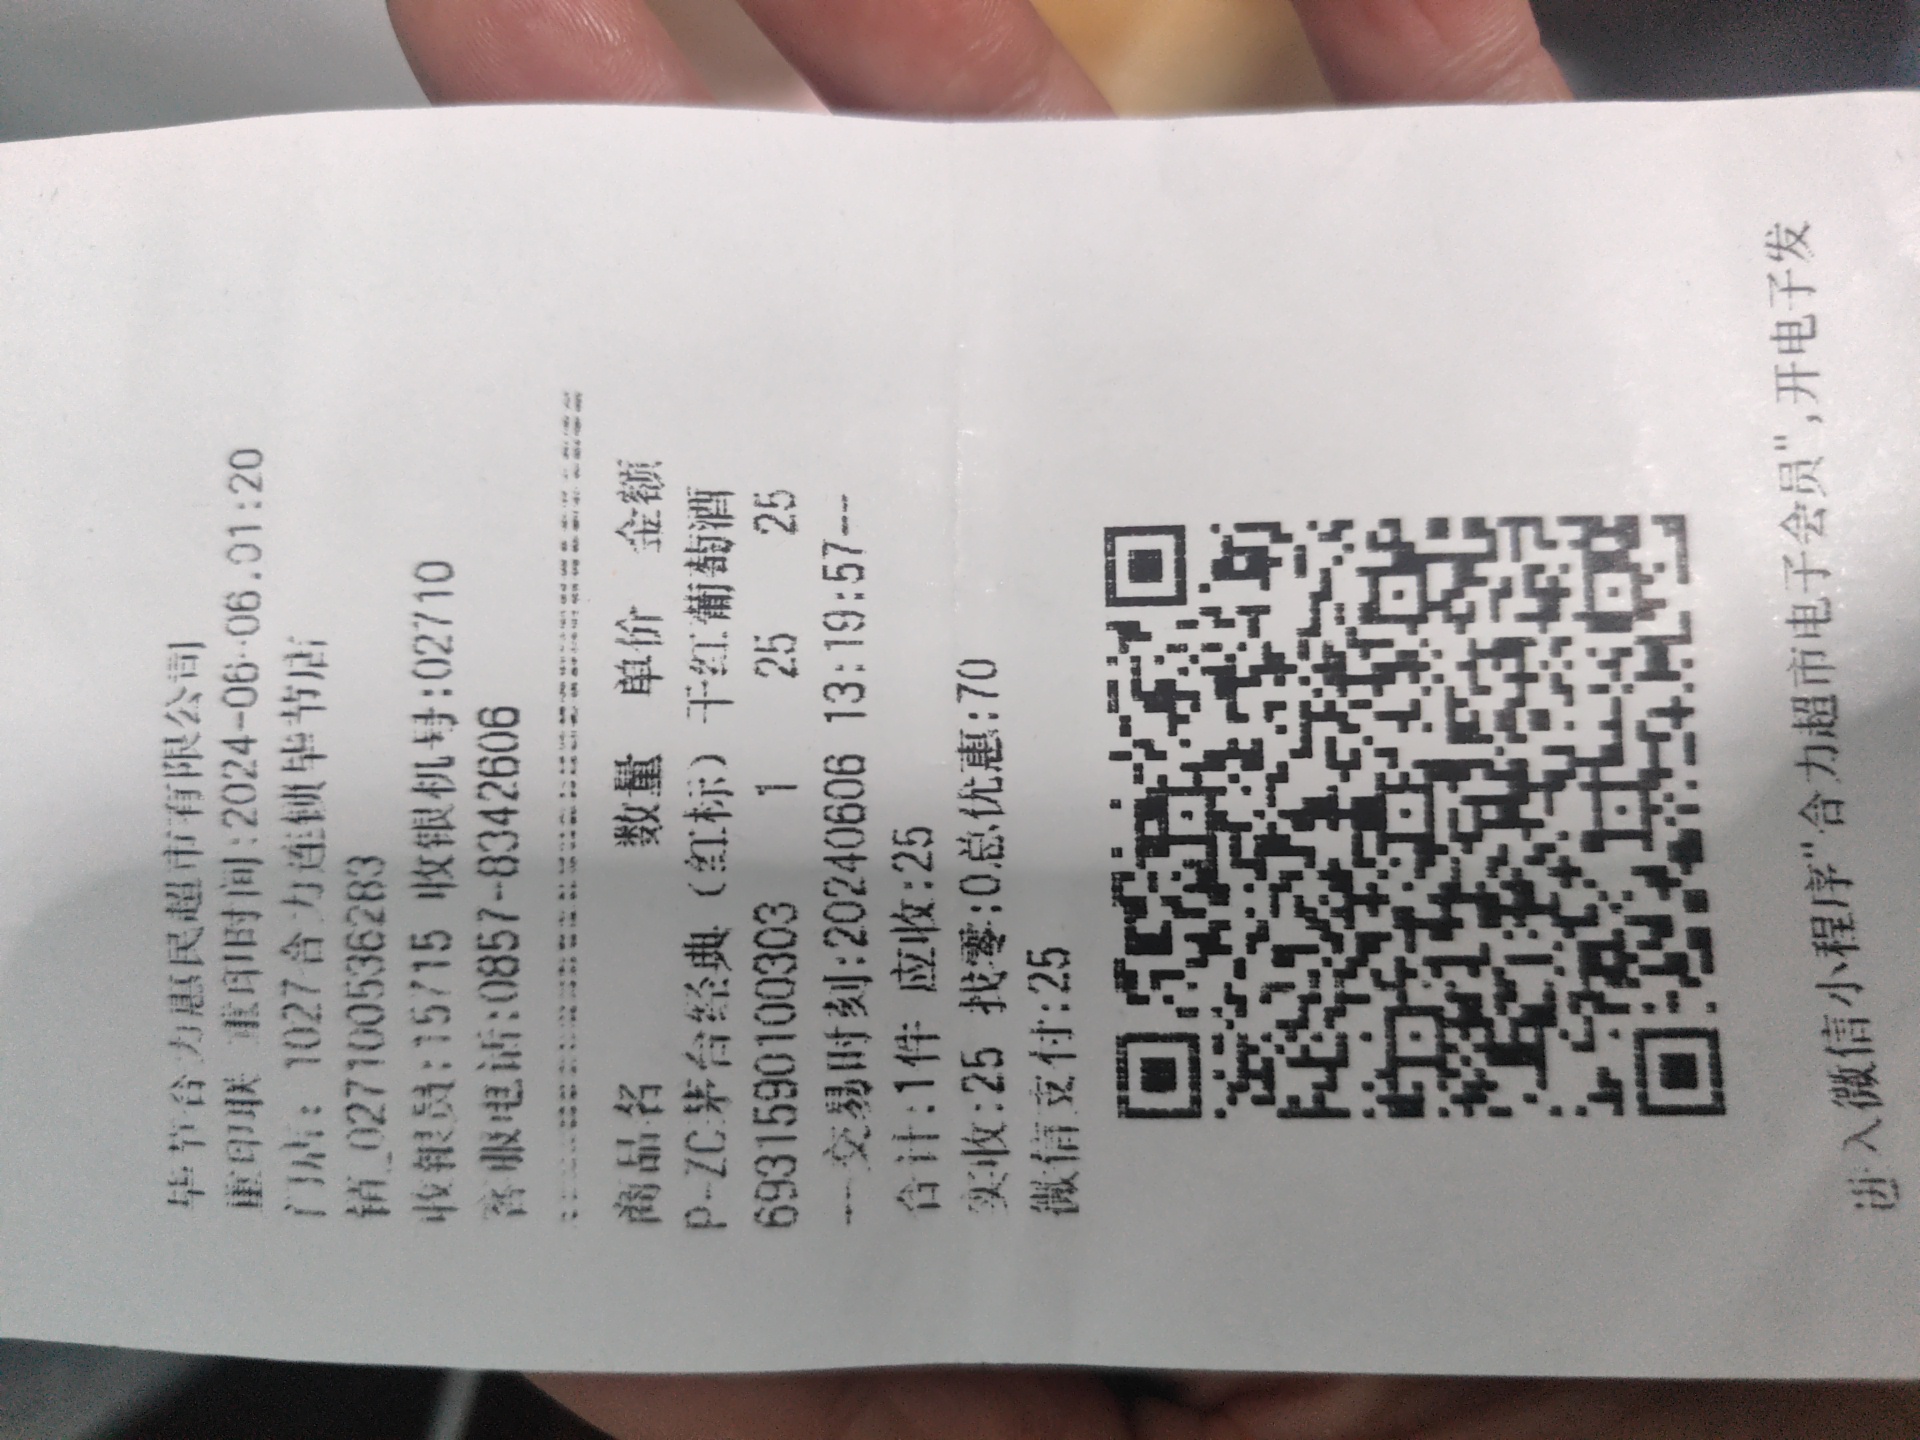 毕节合力惠民超市有限公司
重印联 重印时间:2024-06-06.01:20
门店: 1027合力连锁毕节店
销_027100536283
收银员:15715 收银机号:02710
客服电话:0857-8342606
商品名 数量 单价 金额
P-ZC茅台经典（红标）干红葡萄酒
6931590100303 1 25 25
--交易时刻:20240606 13:19:57--
合计:1件 应收:25
实收:25 找零:0总优惠:70
微信支付:25
进入微信小程序"合力超市电子会员",开电子发